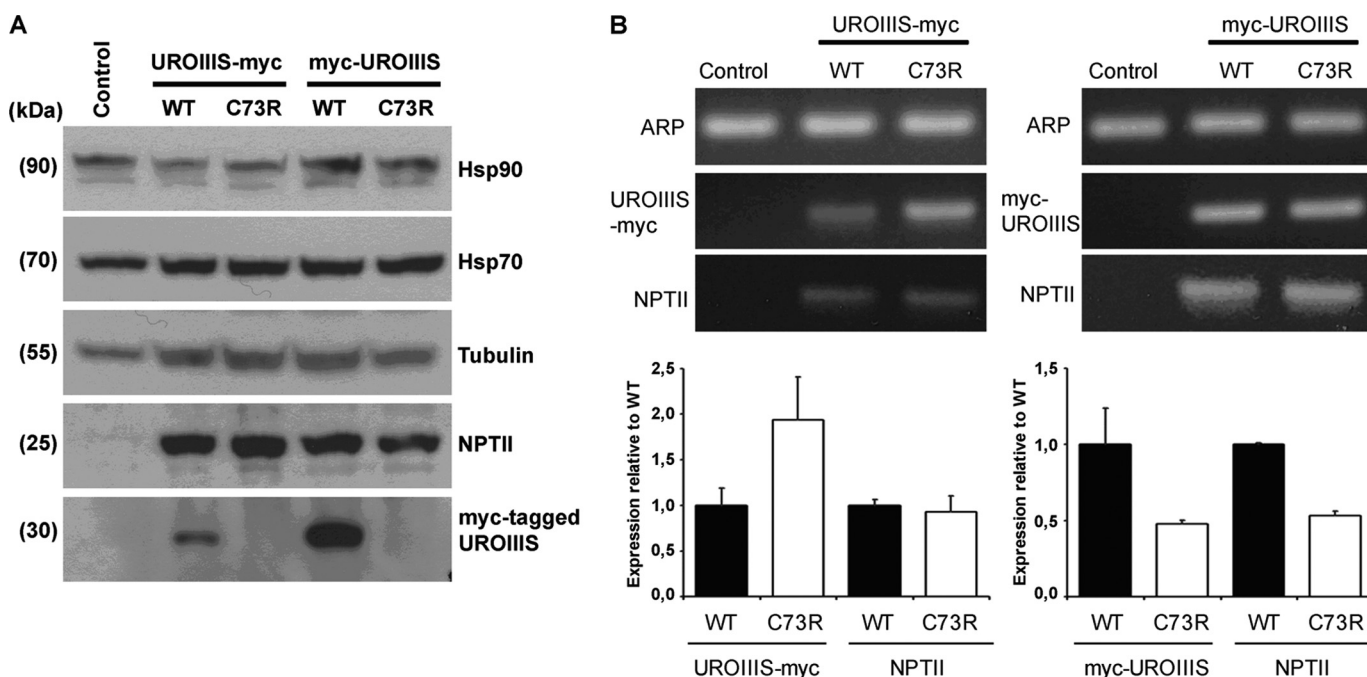 A
Control
UROIIIS-myc
myc-UROIIIS
(kDa)
WT
C73R
WT
C73R
(90)
Hsp90
(70)
Hsp70
(55)
Tubulin
(25)
NPTII
(30)
myc-tagged
UROIIIS
B
UROIIIS-myc
Control
WT
C73R
ARP
UROIIIS
-myc
NPTII
myc-UROIIIS
Control
WT
C73R
ARP
myc-
UROIIIS
NPTII
Expression relative to WT
2,5
2,0
1,5
1,0
0,5
0,0
WT
C73R
WT
C73R
UROIIIS-myc
NPTII
Expression relative to WT
1,5
1,0
0,5
0,0
WT
C73R
WT
C73R
myc-UROIIIS
NPTII